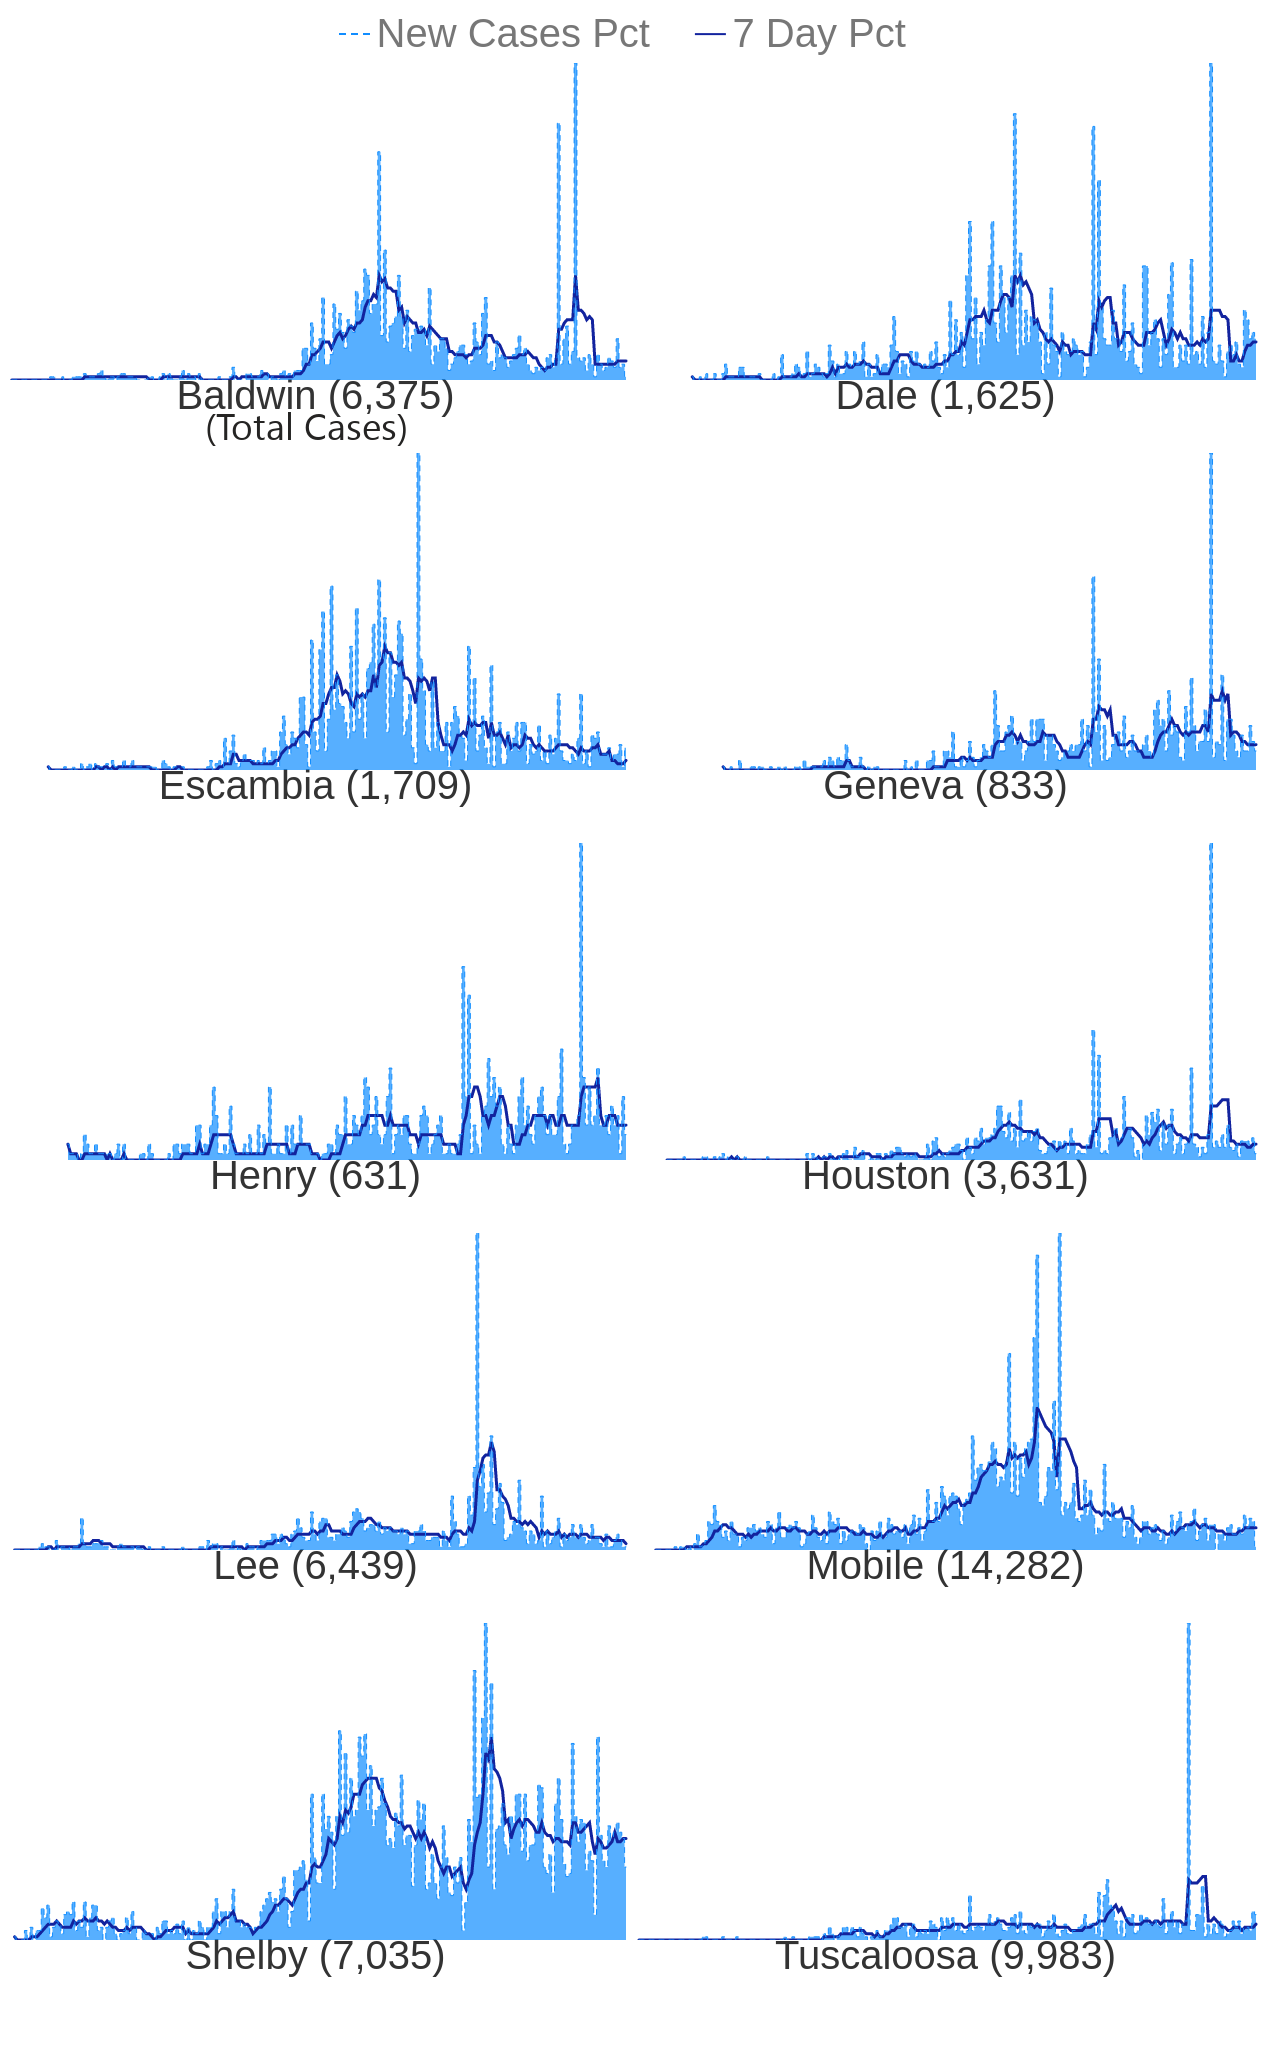 New Cases Pct 7 Day Pct
Baldwin (6,375) Dale (1,625)
(Total Cases)
Escambia (1,709) Geneva (833)
Henry (631) Houston (3,631)
Lee (6,439) Mobile (14,282)
Shelby (7,035) Tuscaloosa (9,983)